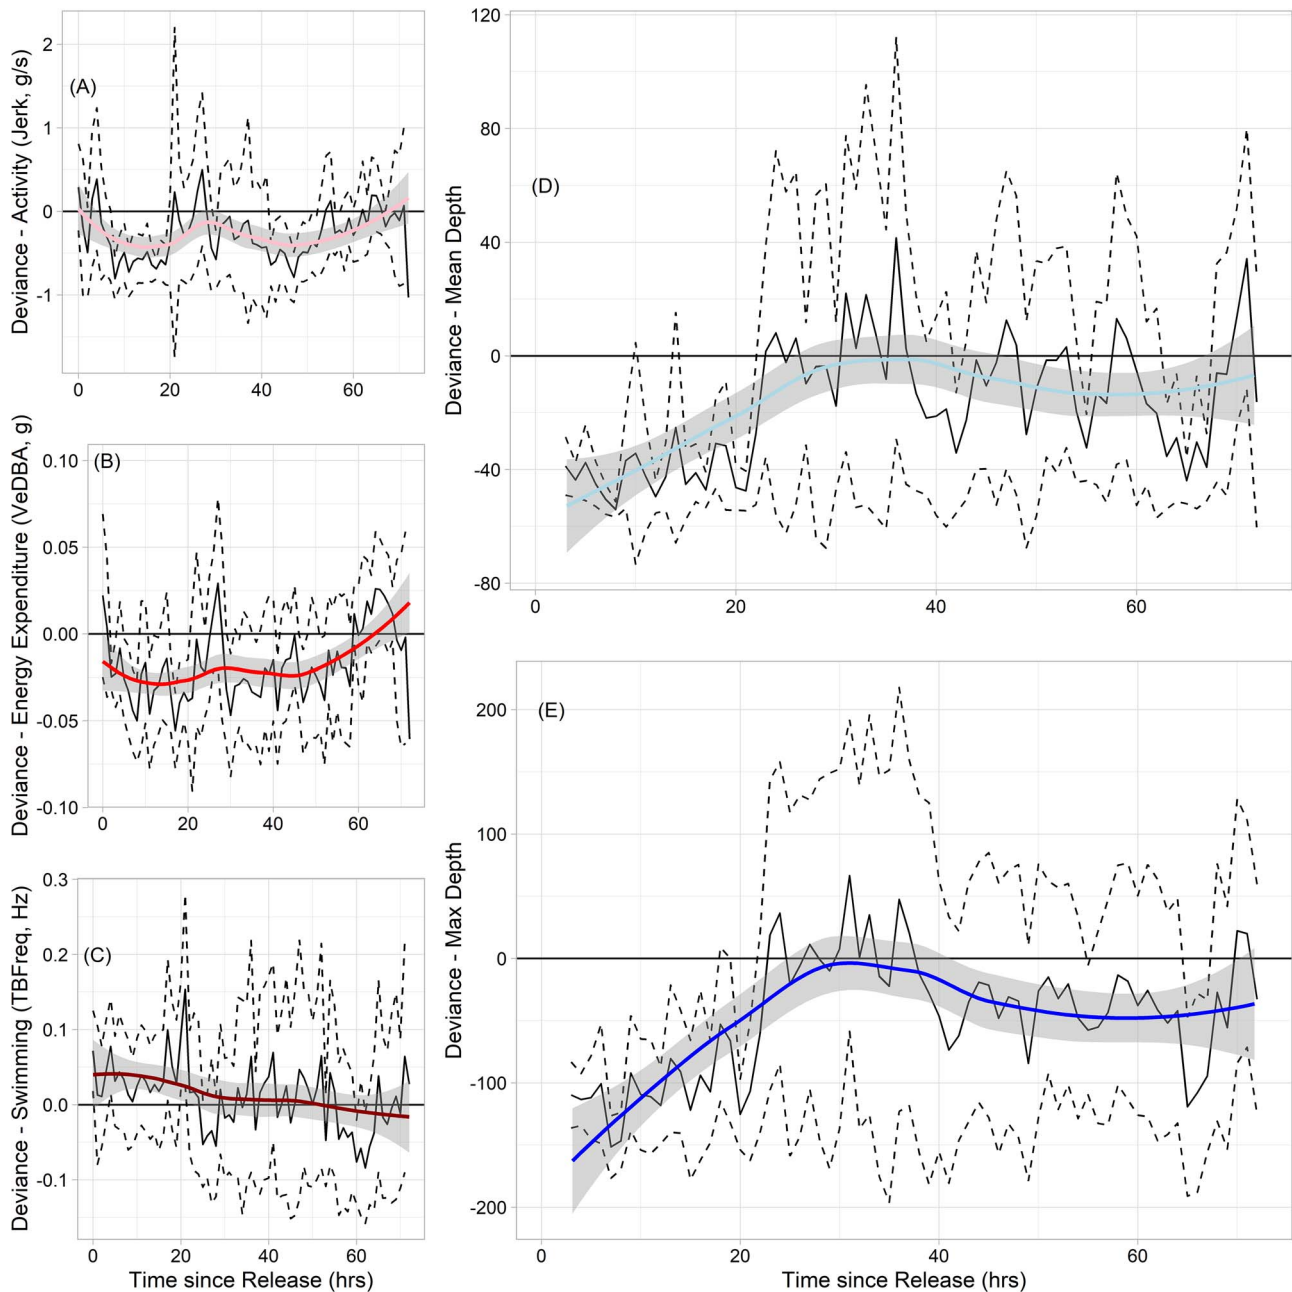 Deviance - Activity (Jerk, g/s)
(A)
2
1
0
-1
0 20 40 60
Deviance - Energy Expenditure (VeDBA, g)
(B)
0.10
0.05
0.00
-0.05
-0.10
0 20 40 60
Deviance - Swimming (TBFreq, Hz)
(C)
0.3
0.2
0.1
0.0
-0.1
0 20 40 60
Time since Release (hrs)
Deviance - Mean Depth
(D)
120
80
40
0
-40
-80
0 20 40 60
Deviance - Max Depth
(E)
200
100
0
-100
-200
0 20 40 60
Time since Release (hrs)